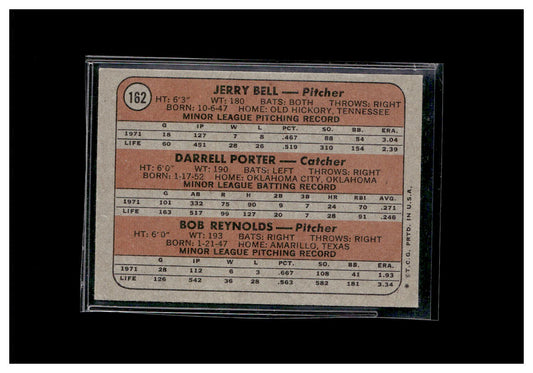 162
JERRY BELL — Pitcher
HT: 6'3" WT: 180 BATS: BOTH THROWS: RIGHT
BORN: 10-6-47 HOME: OLD HICKORY, TENNESSEE
MINOR LEAGUE PITCHING RECORD
G IP W L PCT. SO BB. ERA.
1971 18 127 7 8 .467 88 54 3.04
LIFE 60 451 28 26 .519 310 154 2.39
DARRELL PORTER — Catcher
HT: 6'0" WT: 190 BATS: LEFT THROWS: RIGHT
BORN: 1-17-52 HOME: OKLAHOMA CITY, OKLAHOMA
MINOR LEAGUE BATTING RECORD
G AB R H 2B 3B HR RBI AVG.
1971 101 332 75 90 9 7 24 70 .271
LIFE 163 517 99 127 20 7 28 91 .246
BOB REYNOLDS — Pitcher
HT: 6'0" WT: 193 BATS: RIGHT THROWS: RIGHT
BORN: 1-21-47 HOME: AMARILLO, TEXAS
MINOR LEAGUE PITCHING RECORD
G IP W L PCT. SO BB. ERA.
1971 28 112 6 3 .667 108 41 1.93
LIFE 126 542 36 28 .563 582 181 3.34
* ©T.C.G. PRTD. IN U.S.A.